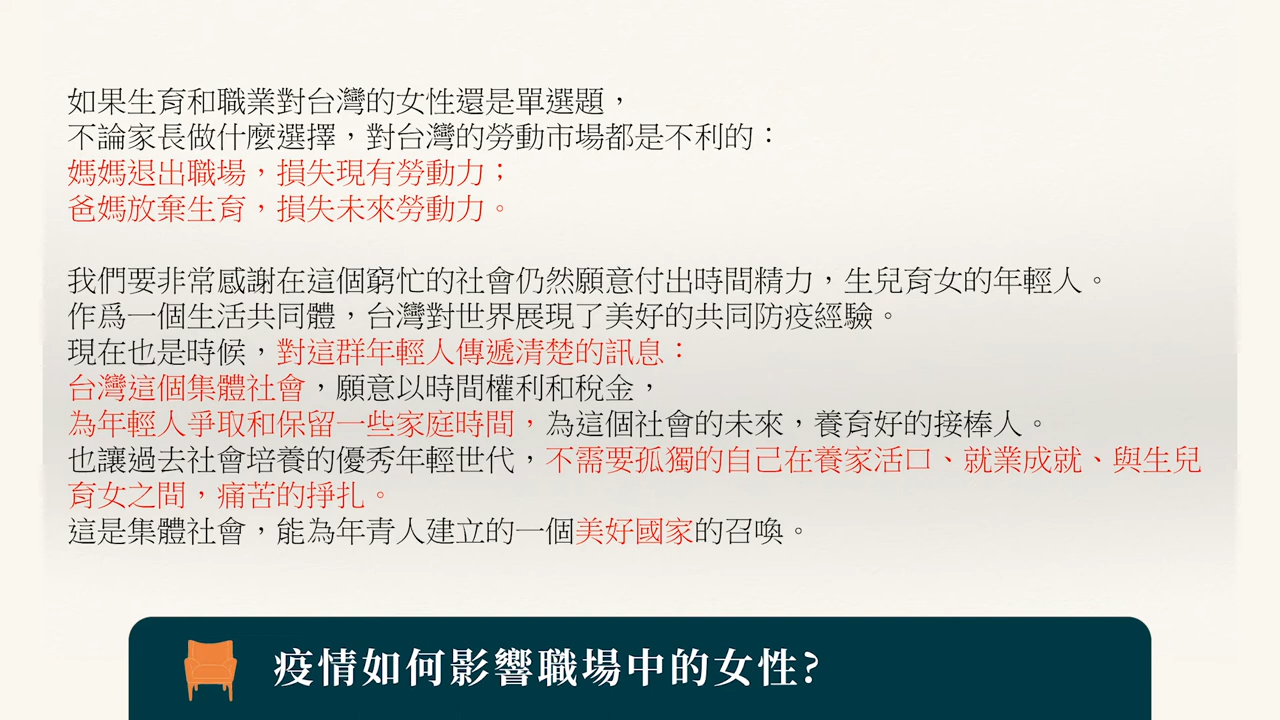 如果生育和職業對台灣的女性還是單選題，
不論家長做什麼選擇，對台灣的勞動市場都是不利的：
媽媽退出職場，損失現有勞動力；
爸媽放棄生育，損失未來勞動力。
我們要非常感謝在這個窮忙的社會仍然願意付出時間精力，生兒育女的年輕人。
作爲一個生活共同體，台灣對世界展現了美好的共同防疫經驗。
現在也是時候，對這群年輕人傳遞清楚的訊息：
台灣這個集體社會，願意以時間權利和稅金，
為年輕人爭取和保留一些家庭時間，為這個社會的未來，養育好的接棒人。
也讓過去社會培養的優秀年輕世代，不需要孤獨的自己在養家活口、就業成就、與生兒
育女之間，痛苦的掙扎。
這是集體社會，能為年青人建立的一個美好國家的召喚。
疫情如何影響職場中的女性?